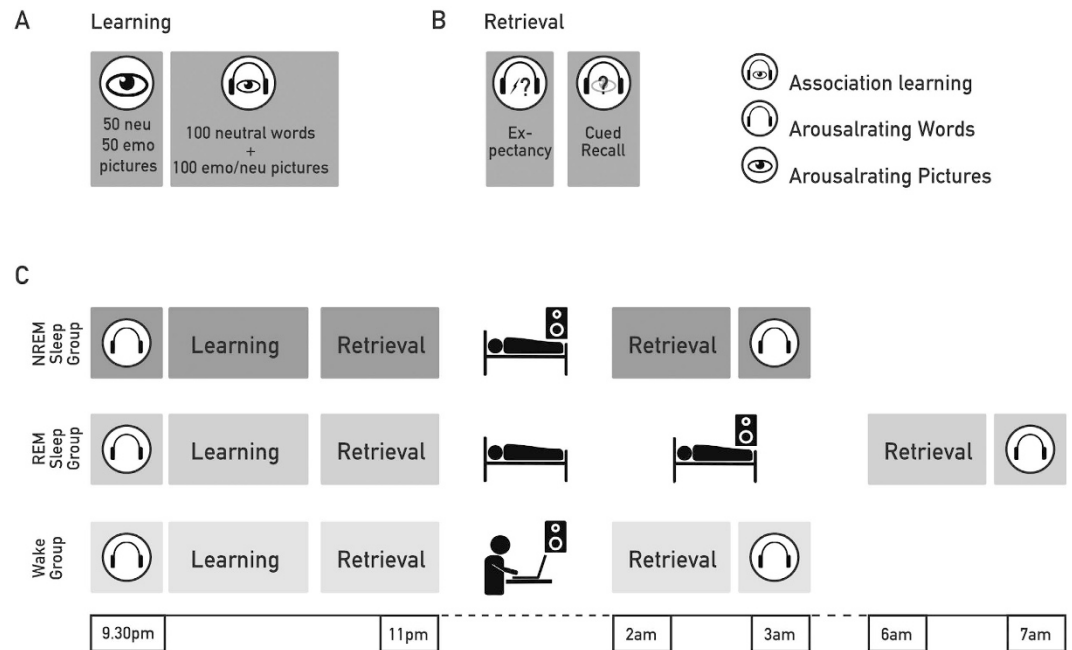 A Learning
B Retrieval
50 neu
50 emo
pictures
100 neutral words
+
100 emo/neu pictures
Ex-
pectancy
Cued
Recall
?
?
Association learning
Arousalrating Words
Arousalrating Pictures
C
NREM
Sleep
Group
Learning
Retrieval
Retrieval
REM
Sleep
Group
Learning
Retrieval
Retrieval
Wake
Group
Learning
Retrieval
Retrieval
9.30pm
11pm
2am
3am
6am
7am